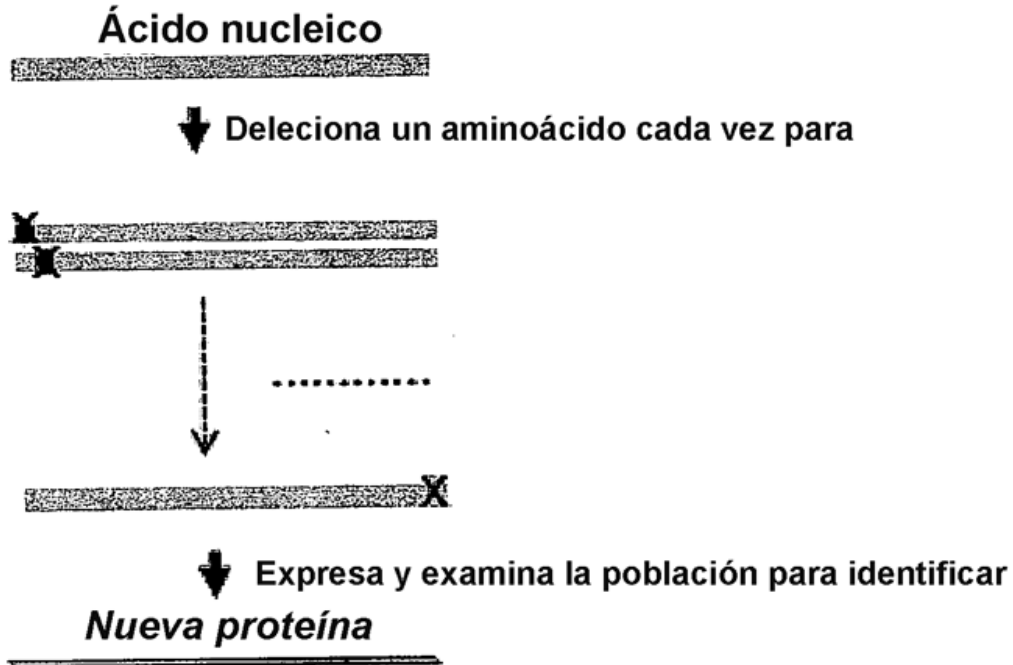 Ácido nucleico
Deleciona un aminoácido cada vez para
X
X
X
Expresa y examina la población para identificar
Nueva proteína